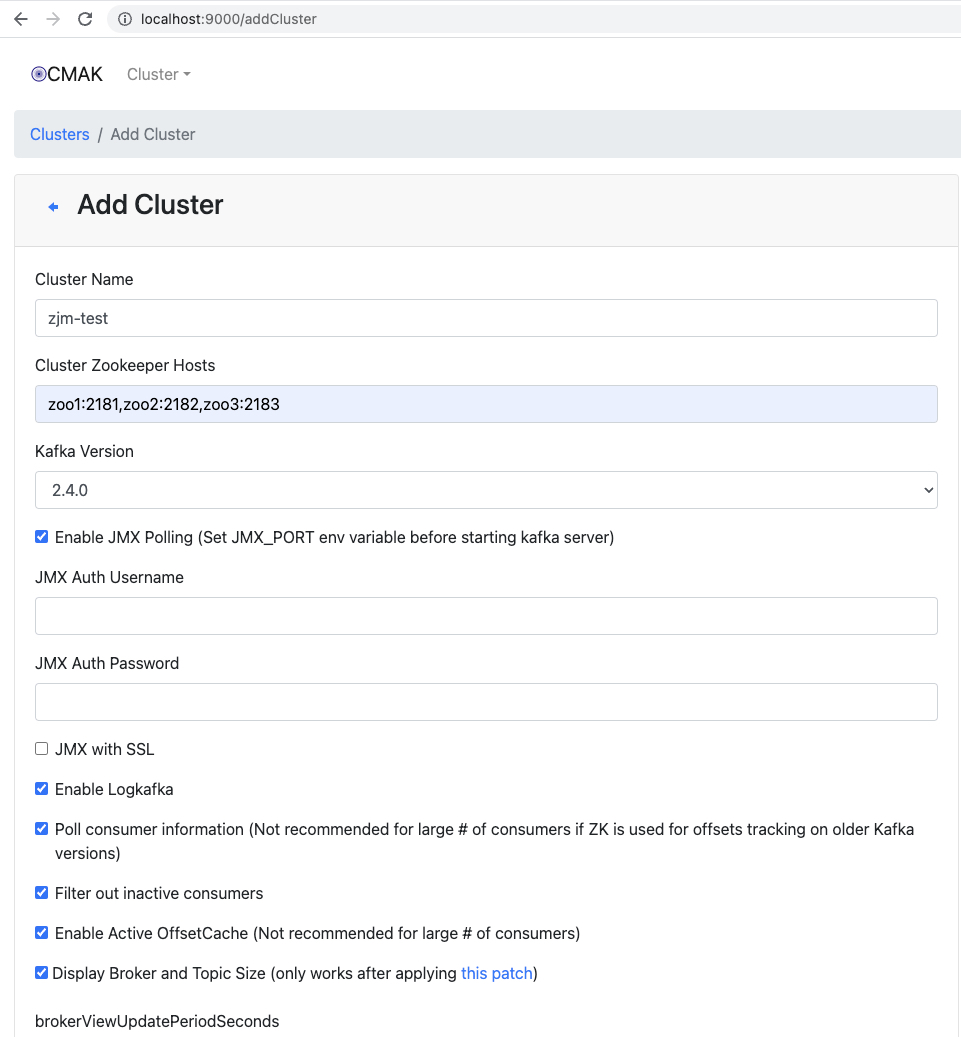 localhost:9000/addCluster
CMAK Cluster
Clusters / Add Cluster
Add Cluster
Cluster Name
zjm-test
Cluster Zookeeper Hosts
zoo1:2181,zoo2:2182,zoo3:2183
Kafka Version
2.4.0
Enable JMX Polling (Set JMX_PORT env variable before starting kafka server)
JMX Auth Username
JMX Auth Password
JMX with SSL
Enable Logkafka
Poll consumer information (Not recommended for large # of consumers if ZK is used for offsets tracking on older Kafka
versions)
Filter out inactive consumers
Enable Active OffsetCache (Not recommended for large # of consumers)
Display Broker and Topic Size (only works after applying this patch)
brokerViewUpdatePeriodSeconds